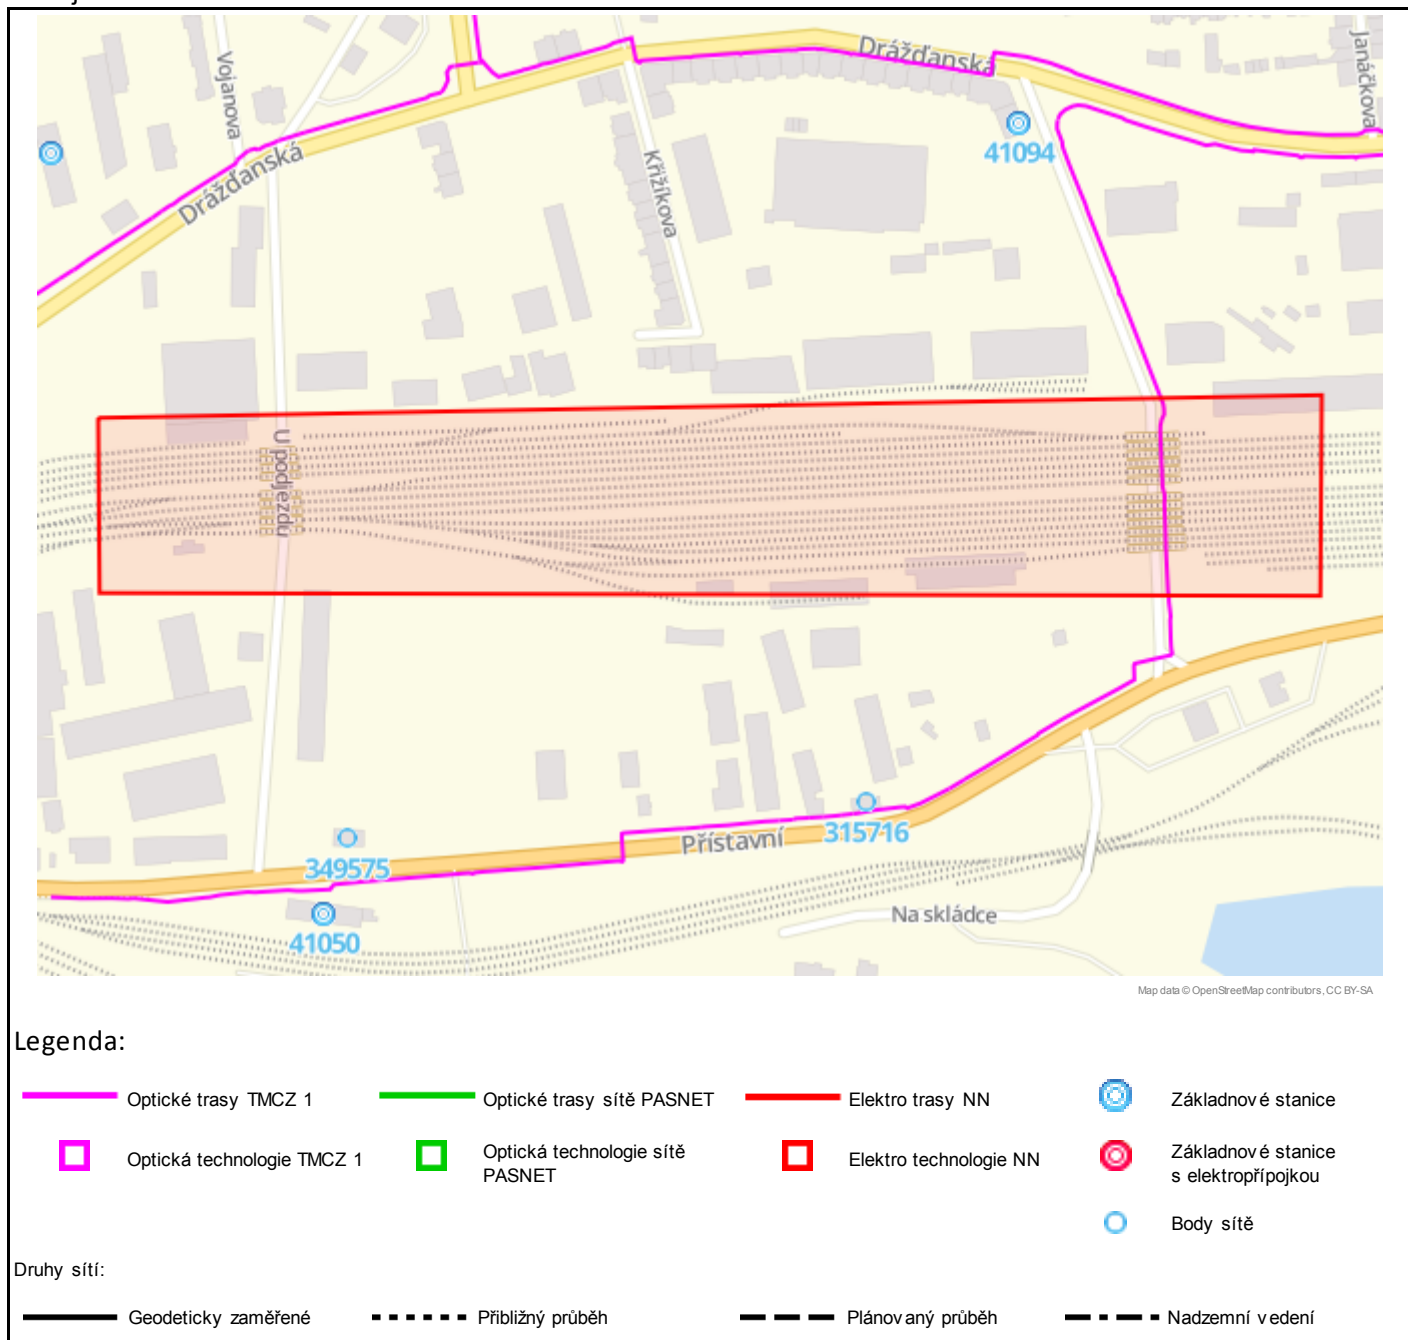 Vojanova
Drážďanská
Janáčkova
41094
Křižíkova
Drážďanská
U podjezdu
Přístavní
315716
349575
41050
Na skládce
Map data © OpenStreetMap contributors, CC BY-SA
Legenda:
Optické trasy TMCZ 1
Optické trasy sítě PASNET
Elektro trasy NN
Základnové stanice
Optická technologie TMCZ 1
Optická technologie sítě
PASNET
Elektro technologie NN
Základnové stanice
s elektropřípojkou
Body sítě
Druhy sítí:
Geodeticky zaměřené
Přibližný průběh
Plánovaný průběh
Nadzemní vedení